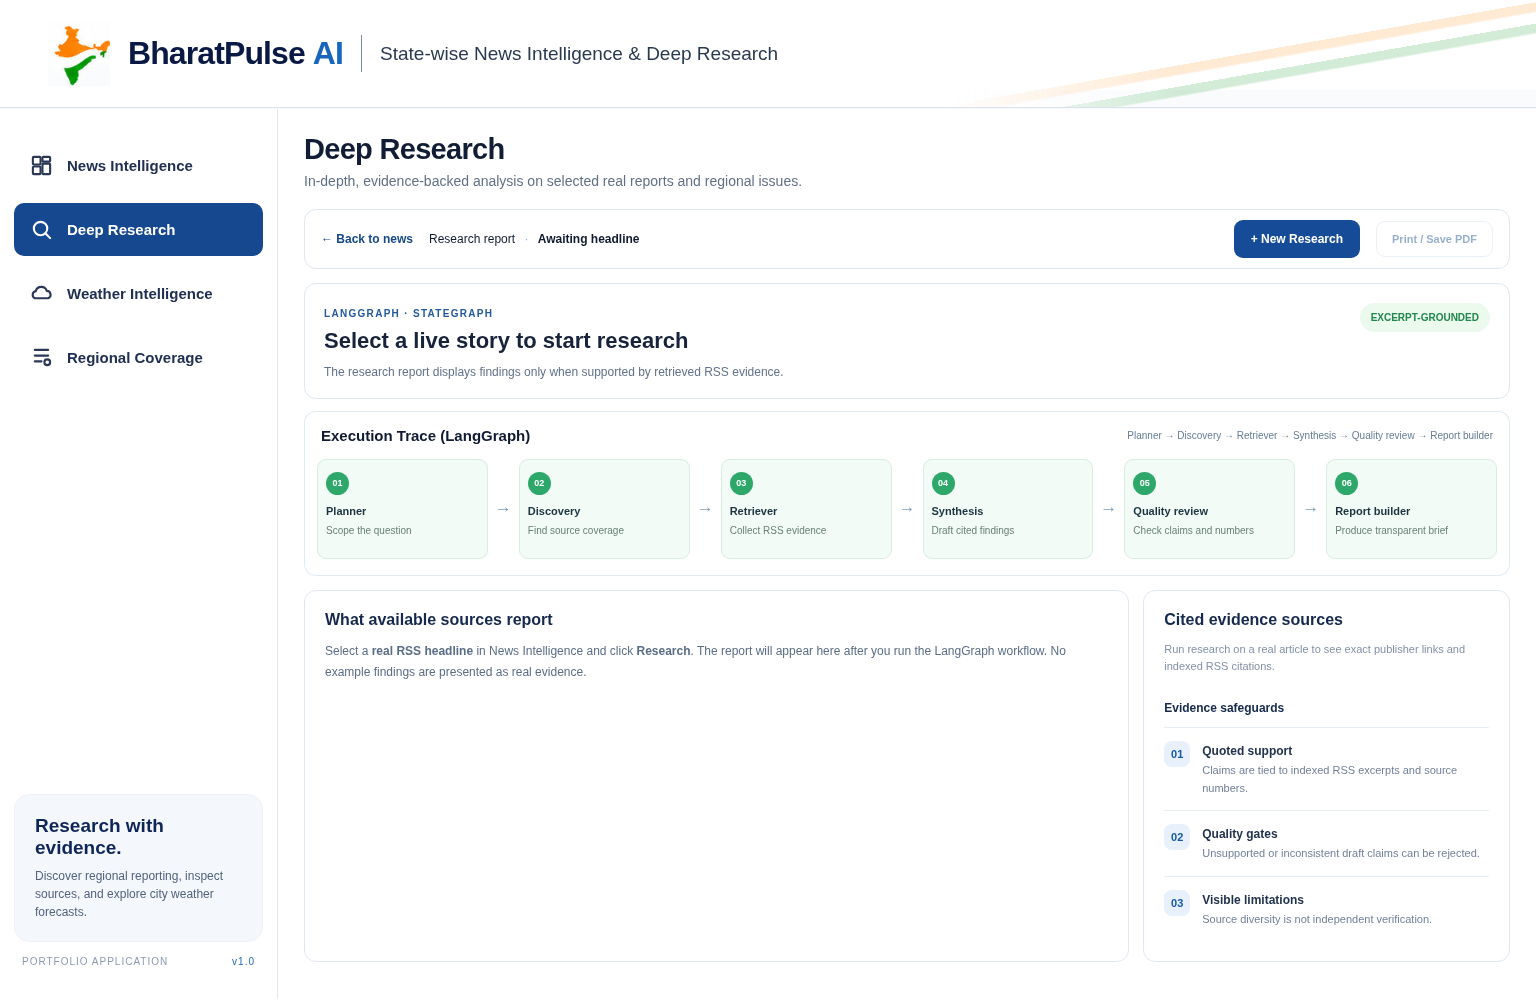 BharatPulse AI
State-wise News Intelligence & Deep Research
News Intelligence
Deep Research
Weather Intelligence
Regional Coverage
Research with
evidence.
Discover regional reporting, inspect
sources, and explore city weather
forecasts.
PORTFOLIO APPLICATION v1.0
Deep Research
In-depth, evidence-backed analysis on selected real reports and regional issues.
← Back to news Research report · Awaiting headline
+ New Research
Print / Save PDF
LANGGRAPH · STATEGRAPH
EXCERPT-GROUNDED
Select a live story to start research
The research report displays findings only when supported by retrieved RSS evidence.
Execution Trace (LangGraph)
Planner → Discovery → Retriever → Synthesis → Quality review → Report builder
01
Planner
Scope the question
→
02
Discovery
Find source coverage
→
03
Retriever
Collect RSS evidence
→
04
Synthesis
Draft cited findings
→
05
Quality review
Check claims and numbers
→
06
Report builder
Produce transparent brief
What available sources report
Select a real RSS headline in News Intelligence and click Research. The report will appear here after you run the LangGraph workflow. No
example findings are presented as real evidence.
Cited evidence sources
Run research on a real article to see exact publisher links and
indexed RSS citations.
Evidence safeguards
01
Quoted support
Claims are tied to indexed RSS excerpts and source
numbers.
02
Quality gates
Unsupported or inconsistent draft claims can be rejected.
03
Visible limitations
Source diversity is not independent verification.